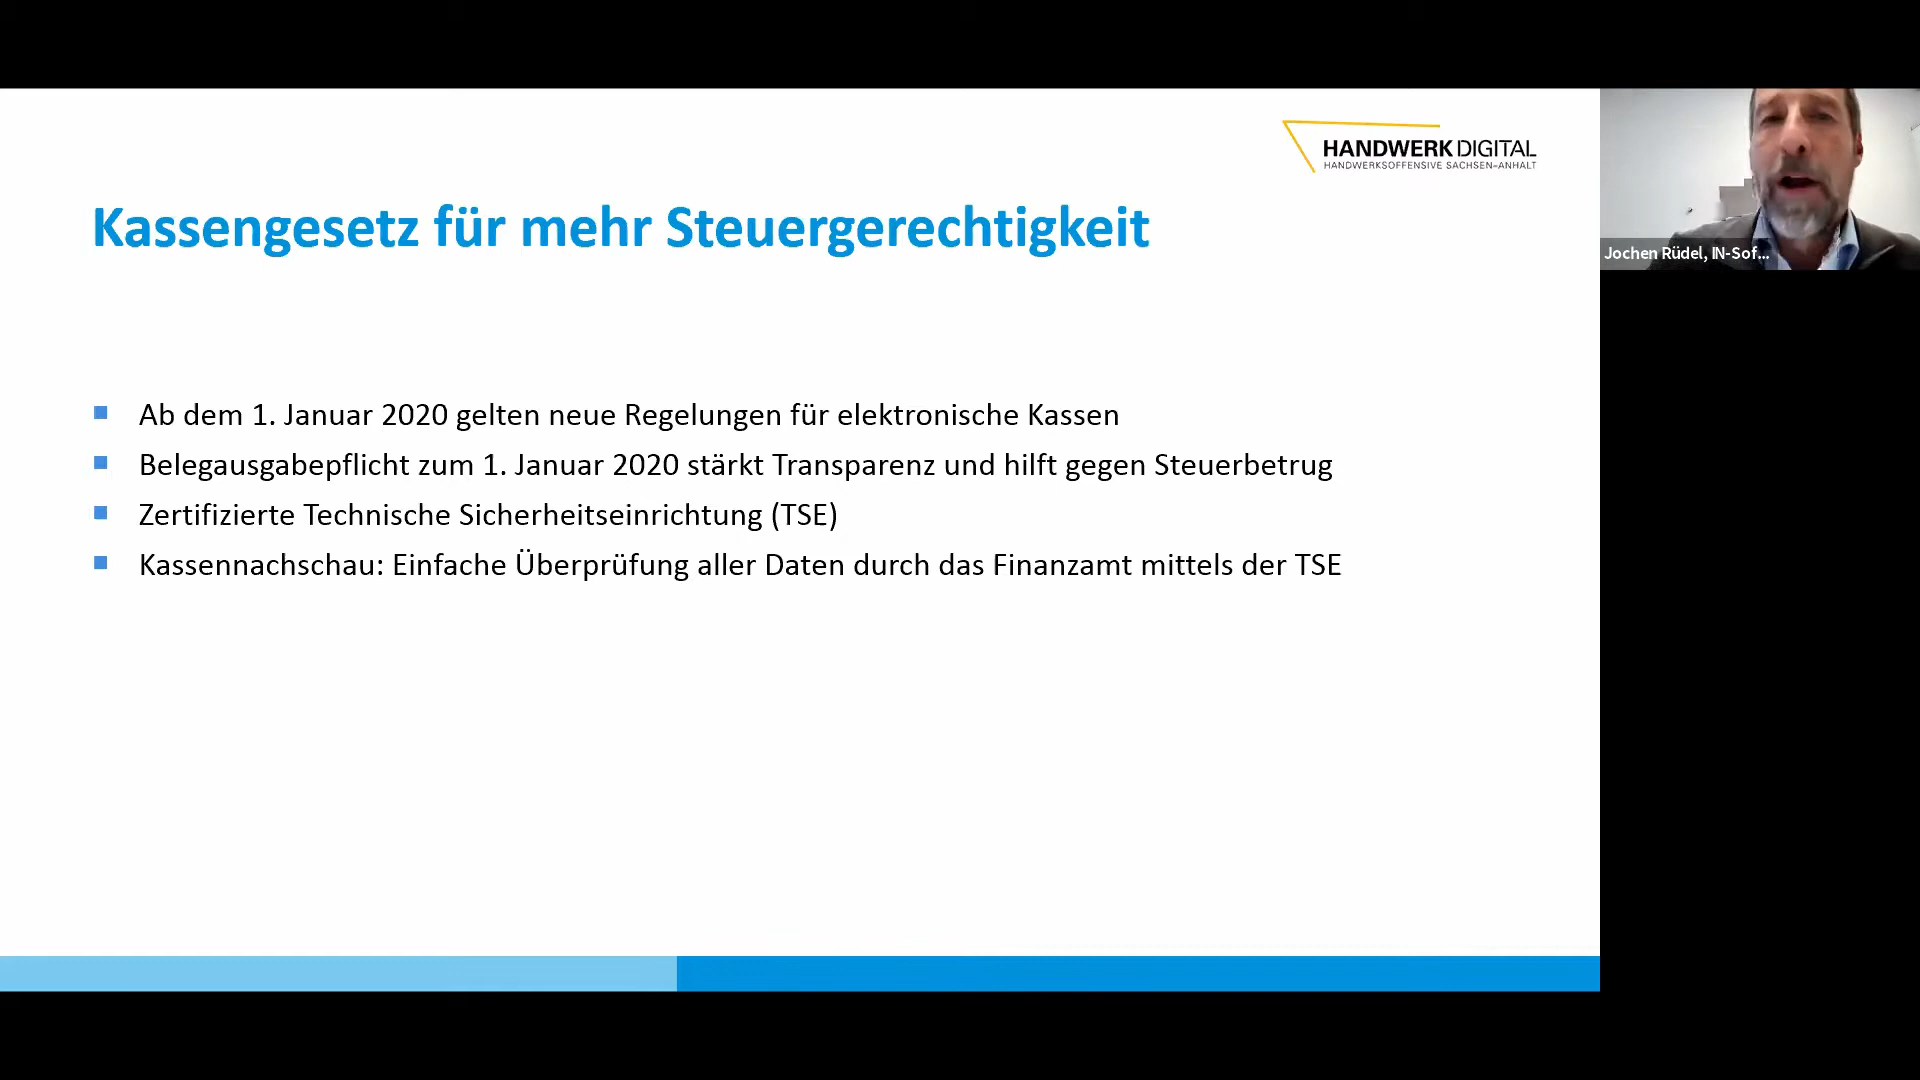 HANDWERK DIGITAL
HANDWERKSOFFENSIVE SACHSEN-ANHALT
Kassengesetz für mehr Steuergerechtigkeit
Jochen Rüdel, IN-Sof...
Ab dem 1. Januar 2020 gelten neue Regelungen für elektronische Kassen
Belegausgabepflicht zum 1. Januar 2020 stärkt Transparenz und hilft gegen Steuerbetrug
Zertifizierte Technische Sicherheitseinrichtung (TSE)
Kassennachschau: Einfache Überprüfung aller Daten durch das Finanzamt mittels der TSE